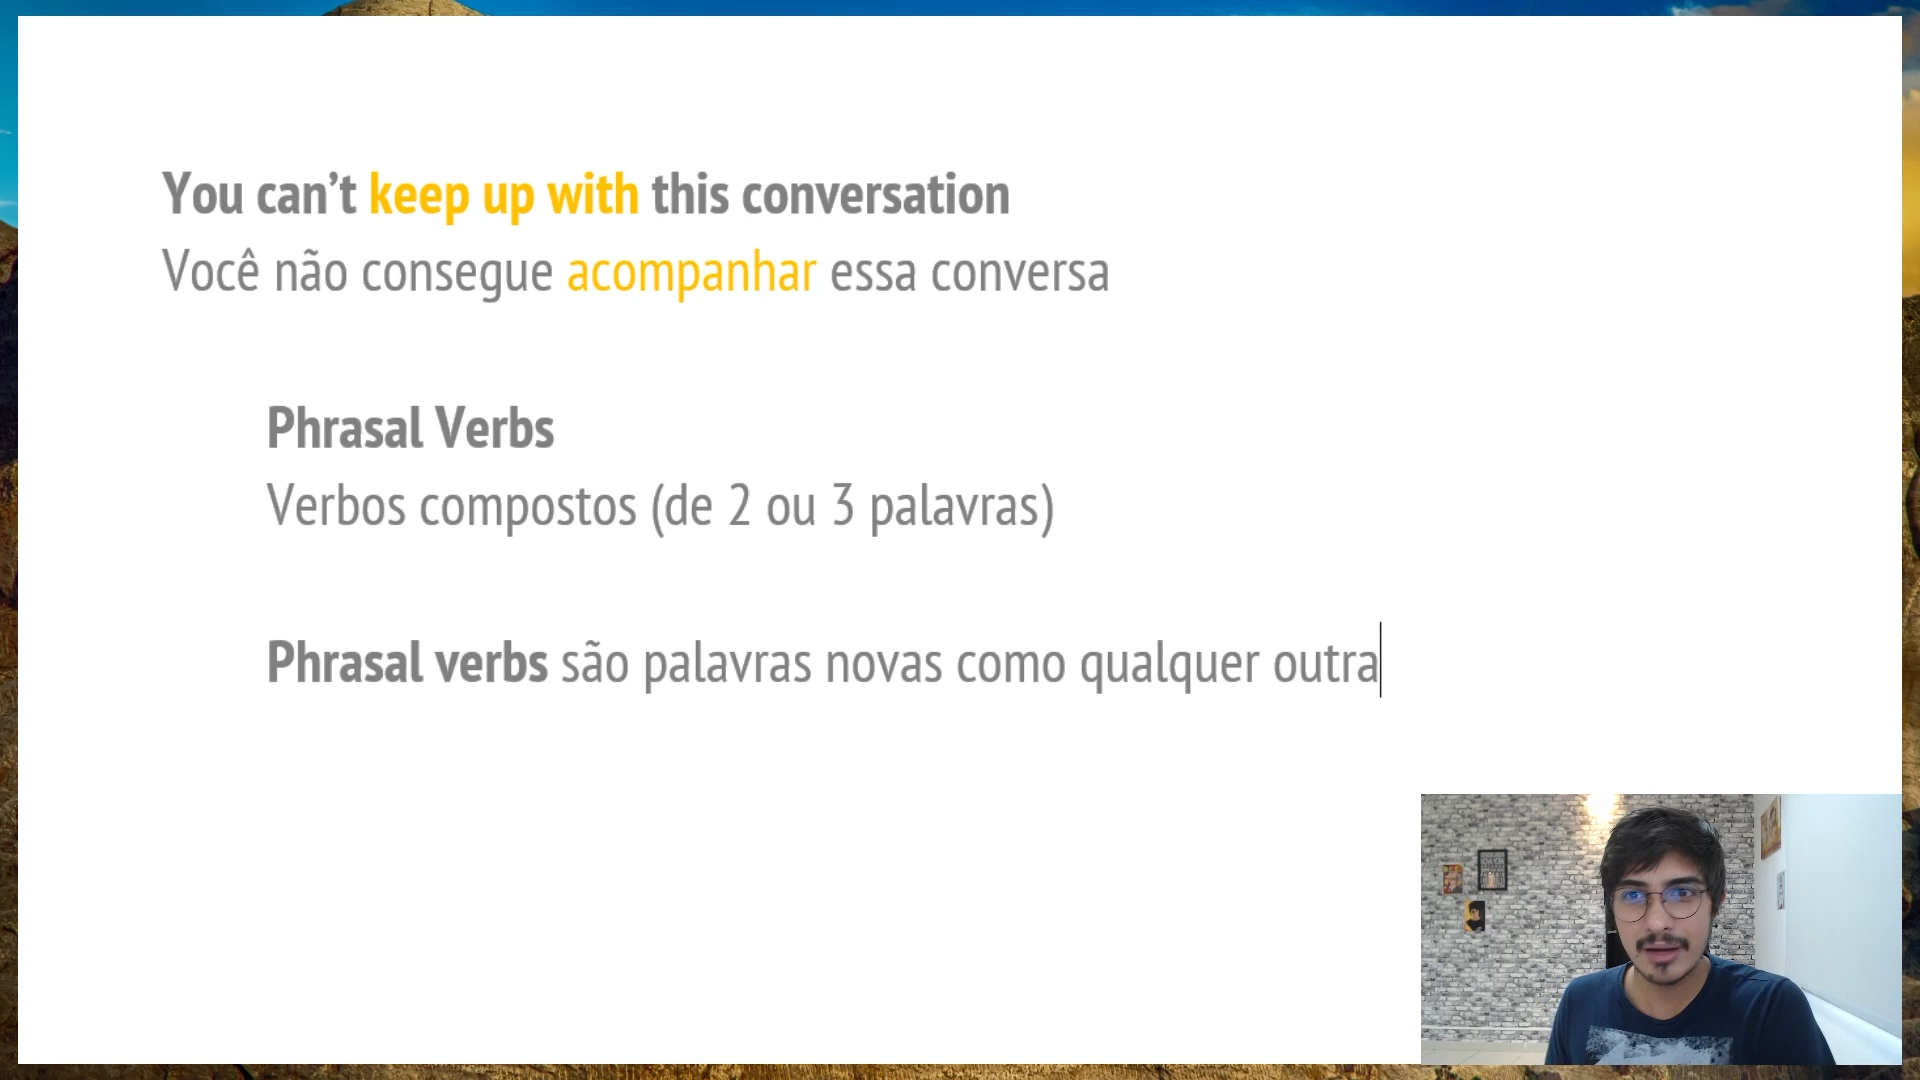 You can’t keep up with this conversation
Você não consegue acompanhar essa conversa
Phrasal Verbs
Verbos compostos (de 2 ou 3 palavras)
Phrasal verbs são palavras novas como qualquer outra